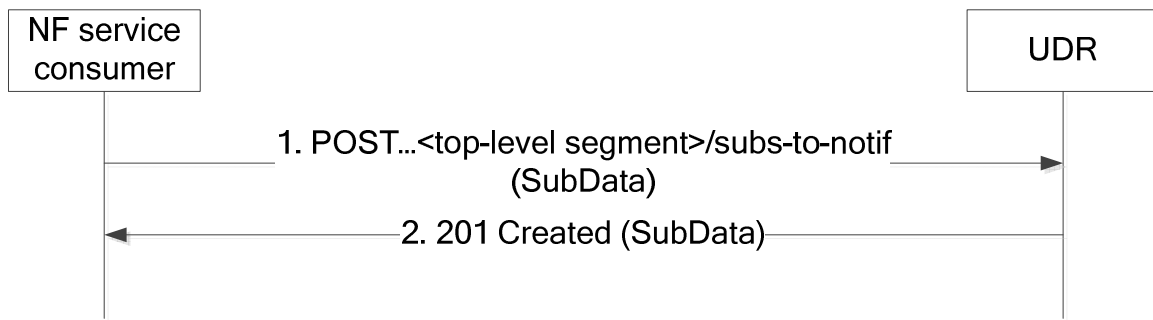 NF service
consumer
UDR
1. POST...<top-level segment>/subs-to-notif
(SubData)
2. 201 Created (SubData)